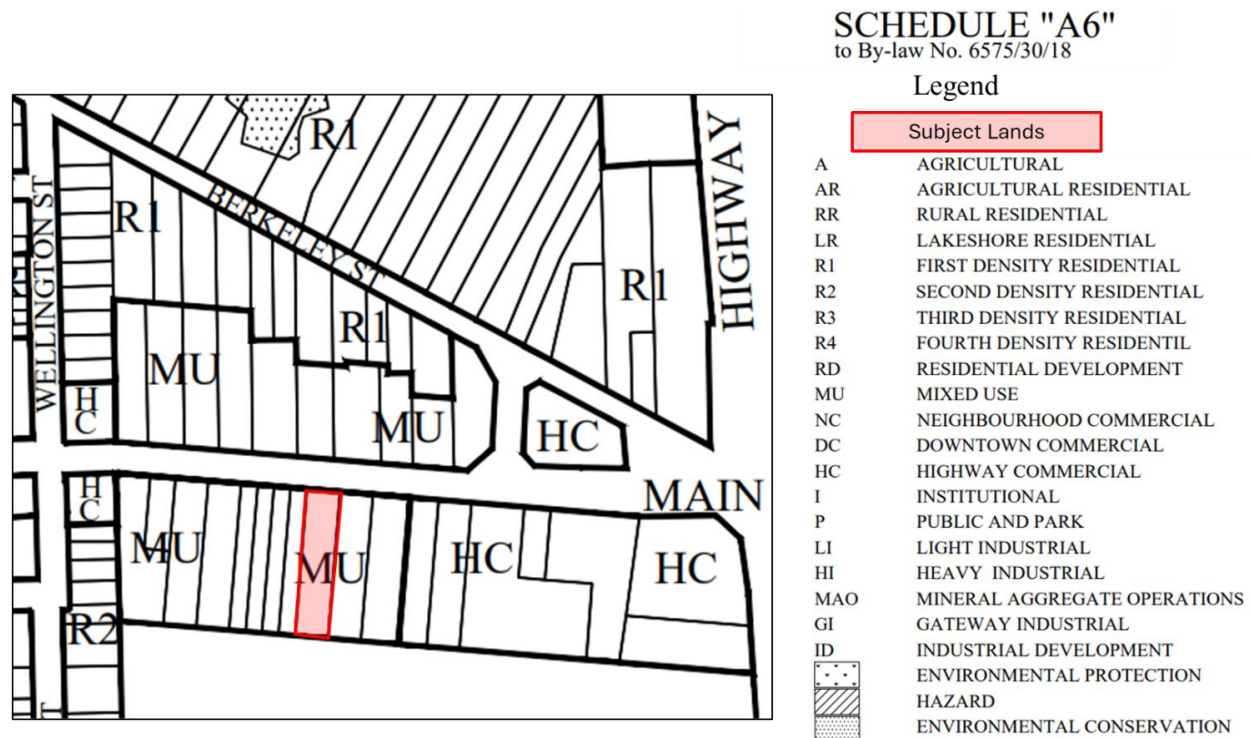 SCHEDULE "A6"
to By-law No. 6575/30/18
Legend
Subject Lands
A AGRICULTURAL
AR AGRICULTURAL RESIDENTIAL
RR RURAL RESIDENTIAL
LR LAKESHORE RESIDENTIAL
R1 FIRST DENSITY RESIDENTIAL
R2 SECOND DENSITY RESIDENTIAL
R3 THIRD DENSITY RESIDENTIAL
R4 FOURTH DENSITY RESIDENTIL
RD RESIDENTIAL DEVELOPMENT
MU MIXED USE
NC NEIGHBOURHOOD COMMERCIAL
DC DOWNTOWN COMMERCIAL
HC HIGHWAY COMMERCIAL
I INSTITUTIONAL
P PUBLIC AND PARK
LI LIGHT INDUSTRIAL
HI HEAVY INDUSTRIAL
MAO MINERAL AGGREGATE OPERATIONS
GI GATEWAY INDUSTRIAL
ID INDUSTRIAL DEVELOPMENT
ENVIRONMENTAL PROTECTION
HAZARD
ENVIRONMENTAL CONSERVATION
R1
HIGHWAY
R1
BERKELEY ST
WELLINGTON ST
R1
R1
MU
HC
MU
HC
MAIN
HC
MU
MU
HC
HC
R2